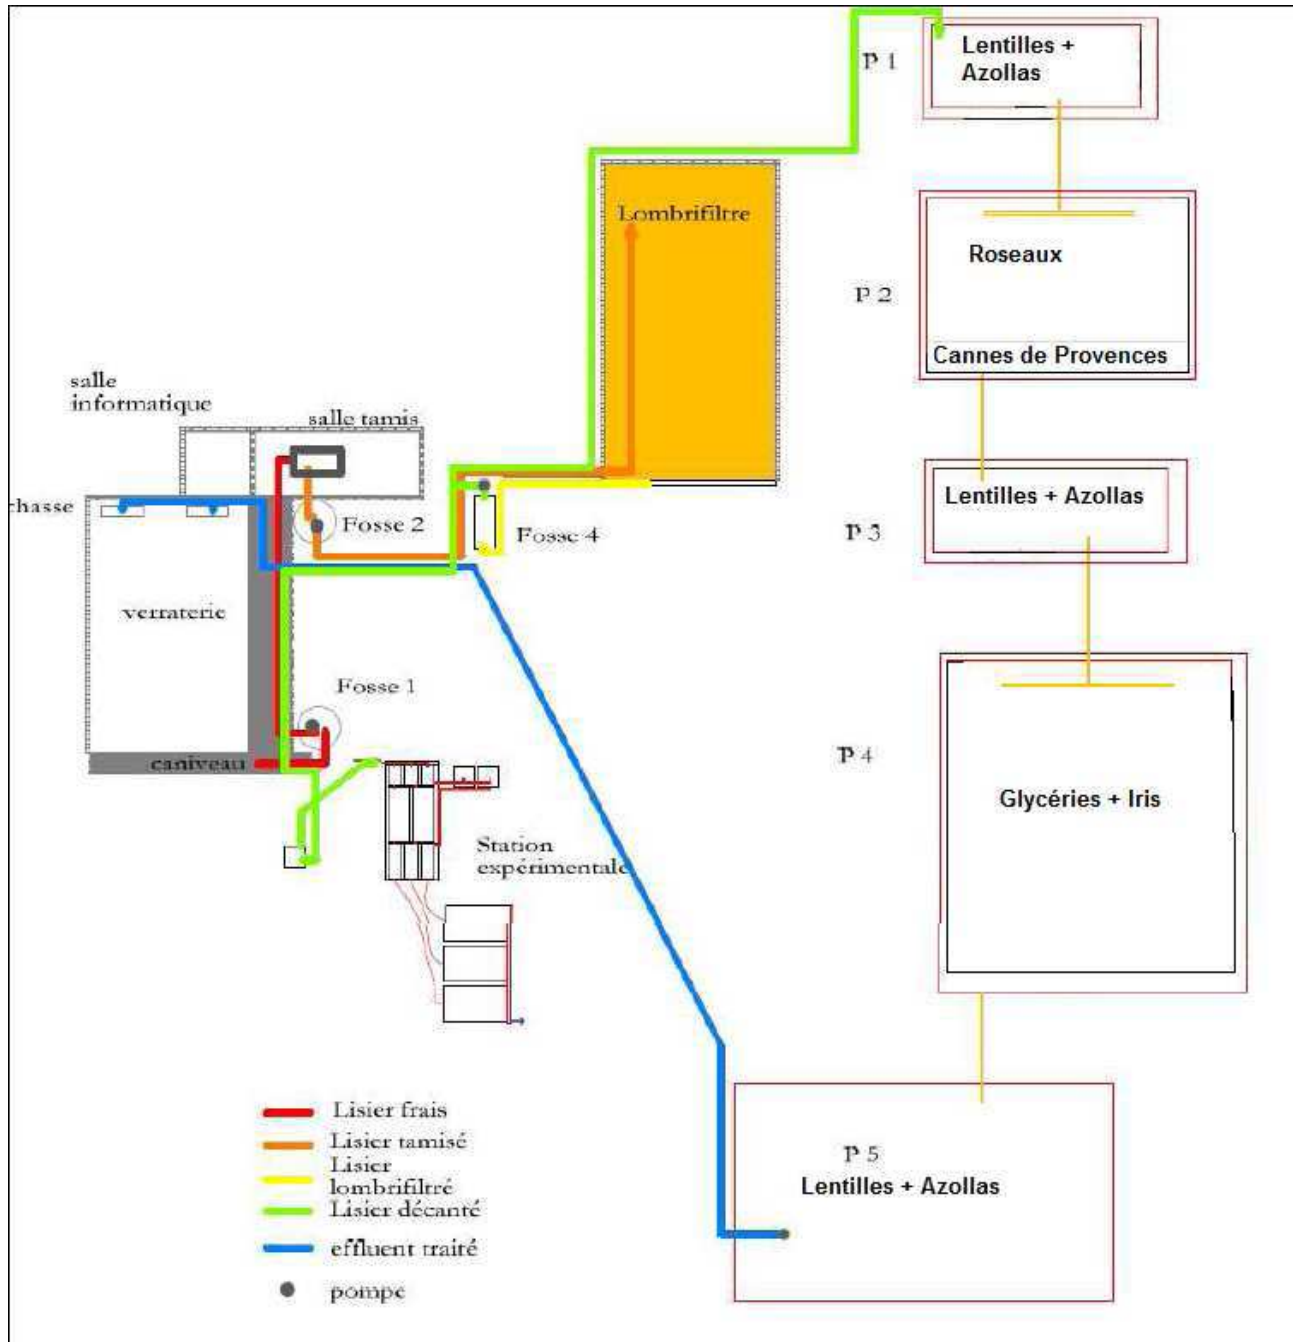 P 1
Lentilles +
Azollas
Lombrifiltre
Roseaux
P 2
Cannes de Provences
salle
informatique
salle tamis
chasse
Fosse 2
Fosse 4
Lentilles + Azollas
P 3
verraterie
Fosse 1
caniveau
P 4
Glycéries + Iris
Station
expérimentale
Lisier frais
Lisier tamisé
Lisier
lombrifiltré
Lisier décanté
effluent traité
pompe
P 5
Lentilles + Azollas